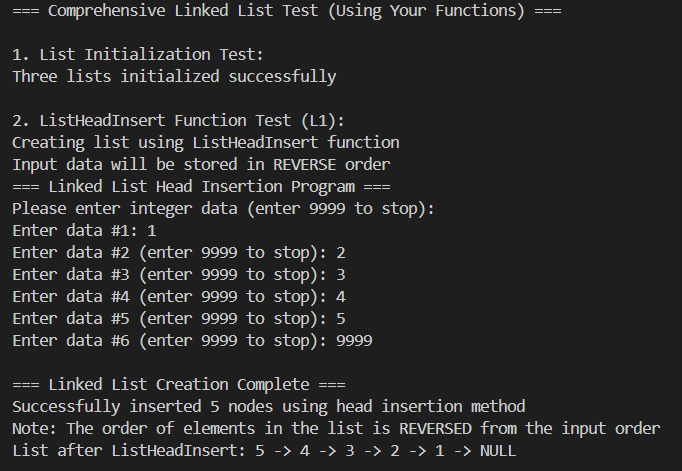 === Comprehensive Linked List Test (Using Your Functions) ===
1. List Initialization Test:
Three lists initialized successfully
2. ListHeadInsert Function Test (L1):
Creating list using ListHeadInsert function
Input data will be stored in REVERSE order
=== Linked List Head Insertion Program ===
Please enter integer data (enter 9999 to stop):
Enter data #1: 1
Enter data #2 (enter 9999 to stop): 2
Enter data #3 (enter 9999 to stop): 3
Enter data #4 (enter 9999 to stop): 4
Enter data #5 (enter 9999 to stop): 5
Enter data #6 (enter 9999 to stop): 9999
=== Linked List Creation Complete ===
Successfully inserted 5 nodes using head insertion method
Note: The order of elements in the list is REVERSED from the input order
List after ListHeadInsert: 5 -> 4 -> 3 -> 2 -> 1 -> NULL